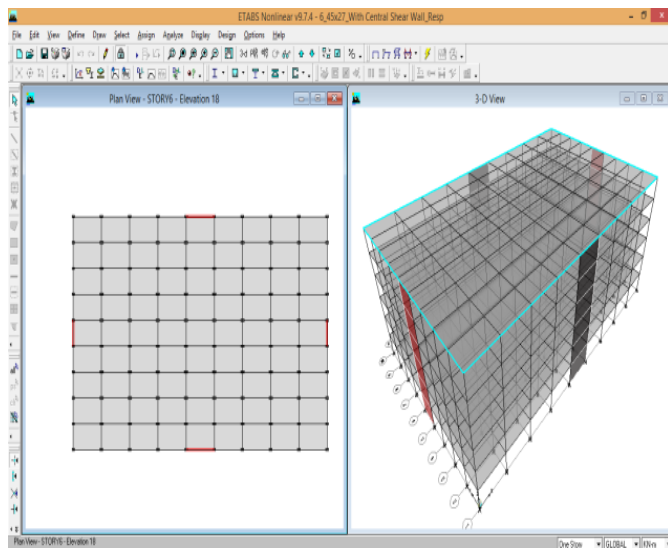 ETABS Nonlinear v9.7.4 - 6_45x27_With Central Shear Wall_Resp
File Edit View Define Draw Select Assign Analyze Display Design Options Help
Plan View - STORY6 - Elevation 18
3-D View
Plan View - STORY6 - Elevation 18
One Story GLOBAL KN-m